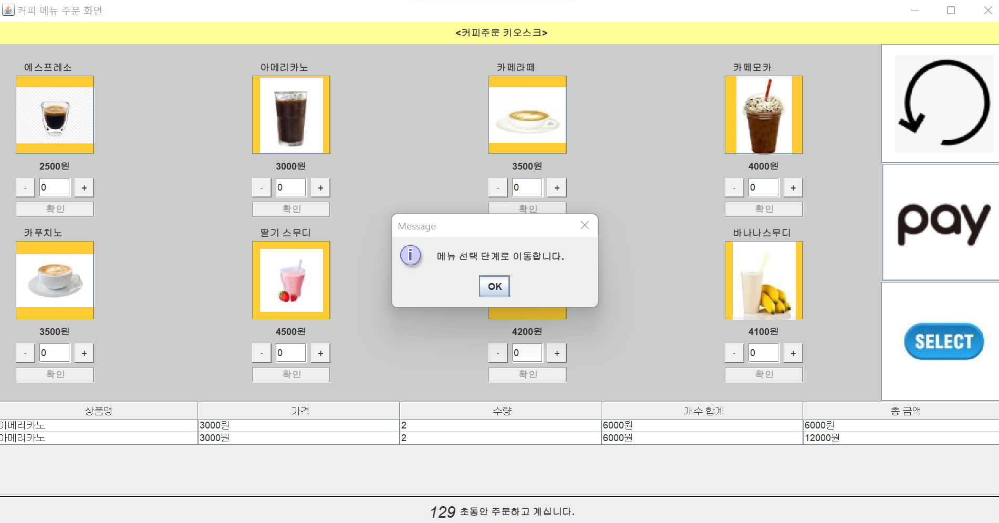 커피 메뉴 주문 화면
<커피주문 키오스크>
에스프레소 아메리카노 카페라떼 카페모카
2500원 3000원 3500원 4000원
- 0 + - 0 + - 0 + - 0 +
확인 확인 확인 확인
Message
메뉴 선택 단계로 이동합니다.
OK
카푸치노 딸기 스무디 바나나스무디
3500원 4500원 4200원 4100원
- 0 + - 0 + - 0 + - 0 +
확인 확인 확인 확인
pay
SELECT
상품명 가격 수량 개수 합계 총 금액
아메리카노 3000원 2 6000원 6000원
아메리카노 3000원 2 6000원 12000원
129 초동안 주문하고 계십니다.